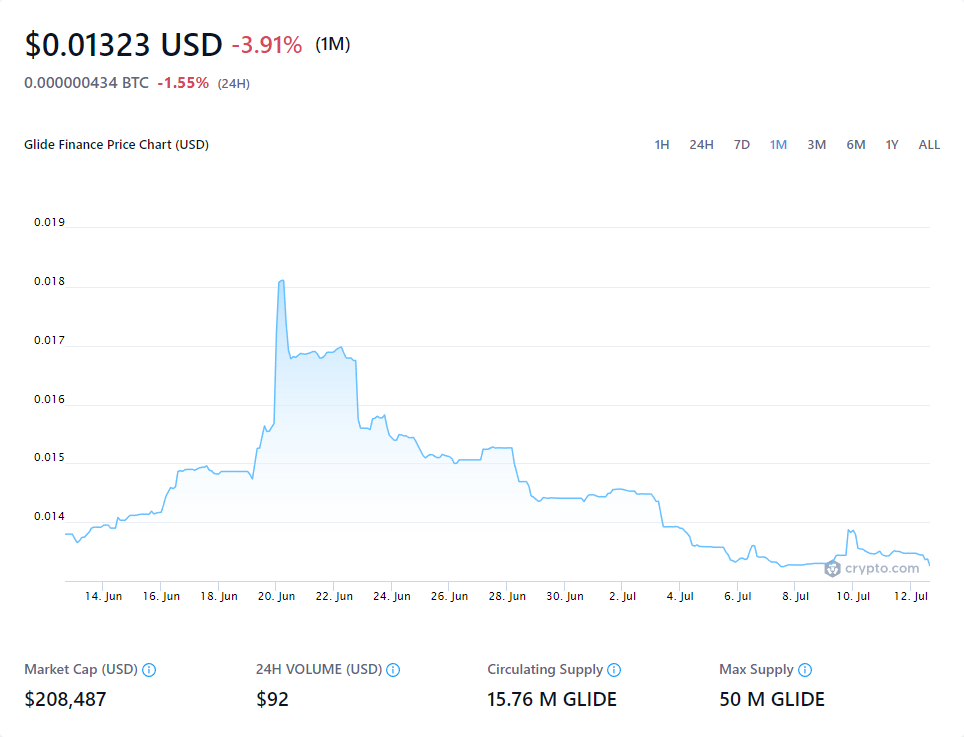 $0.01323 USD -3.91% (1M)
0.000000434 BTC -1.55% (24H)
Glide Finance Price Chart (USD)
1H 24H 7D 1M 3M 6M 1Y ALL
0.019
0.018
0.017
0.016
0.015
0.014
crypto.com
14. Jun 16. Jun 18. Jun 20. Jun 22. Jun 24. Jun 26. Jun 28. Jun 30. Jun 2. Jul 4. Jul 6. Jul 8. Jul 10. Jul 12. Jul
Market Cap (USD) 24H VOLUME (USD) Circulating Supply Max Supply
$208,487 $92 15.76 M GLIDE 50 M GLIDE